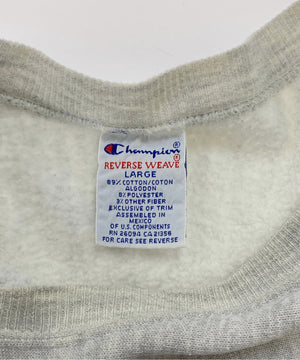 Champion®
REVERSE WEAVE®
LARGE
89% COTTON/COTON
ALGODON
8% POLYESTER
3% OTHER FIBER
EXCLUSIVE OF TRIM
ASSEMBLED IN
MEXICO
OF U.S. COMPONENTS
RN 26094 CA 21356
FOR CARE SEE REVERSE